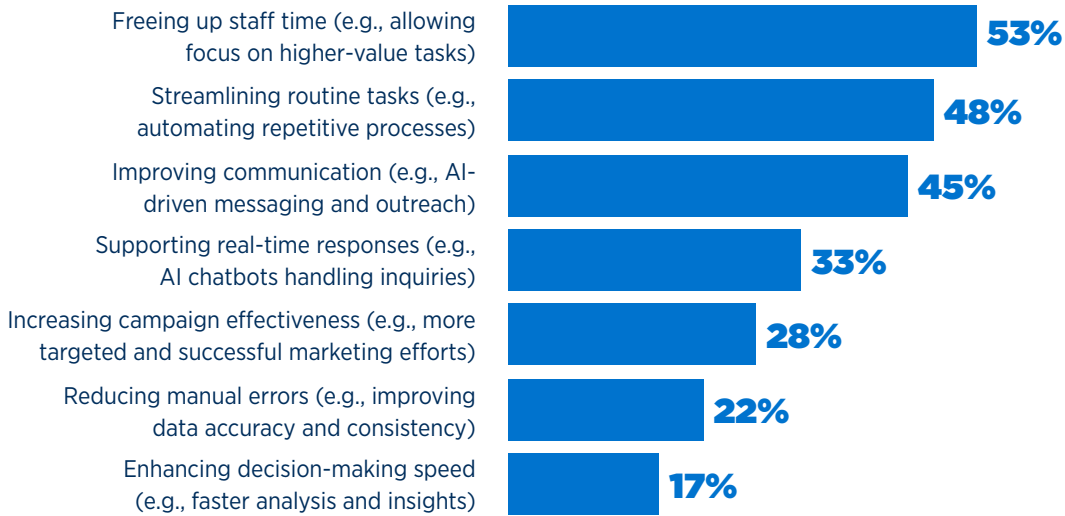 Freeing up staff time (e.g., allowing
focus on higher-value tasks)
53%
Streamlining routine tasks (e.g.,
automating repetitive processes)
48%
Improving communication (e.g., AI-
driven messaging and outreach)
45%
Supporting real-time responses (e.g.,
AI chatbots handling inquiries)
33%
Increasing campaign effectiveness (e.g., more
targeted and successful marketing efforts)
28%
Reducing manual errors (e.g., improving
data accuracy and consistency)
22%
Enhancing decision-making speed
(e.g., faster analysis and insights)
17%